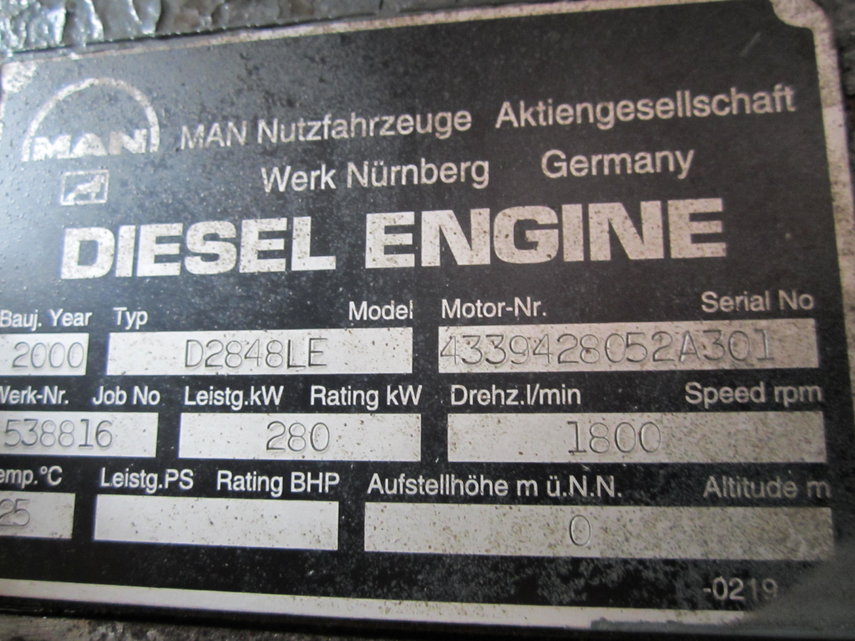 MAN MAN Nutzfahrzeuge Aktiengesellschaft
Werk Nürnberg Germany
DIESEL ENGINE
Bauj. Year Typ Model Motor-Nr. Serial No
2000 D2848LE 4339428052A301
Werk-Nr. Job No Leistg.kW Rating kW Drehz.l/min Speed rpm
538816 280 1800
emp.°C Leistg.PS Rating BHP Aufstellhöhe m ü.N.N. Altitude m
25 0
-0219